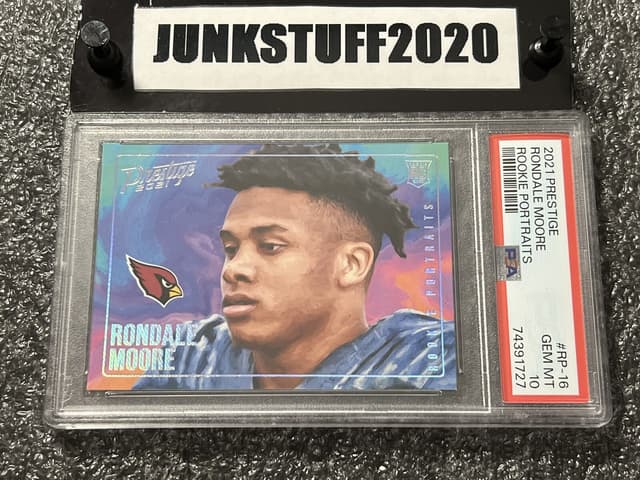 JUNKSTUFF2020
Prestige
2021
RONDALE
MOORE
ROOKIE PORTRAITS
2021 PRESTIGE
RONDALE MOORE
ROOKIE PORTRAITS
PSA
#RP-16
GEM MT
10
74391727